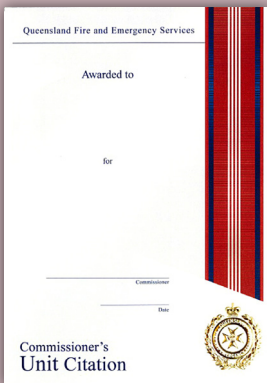 Queensland Fire and Emergency Services
Awarded to
for
Commissioner
Date
Commissioner's
Unit Citation